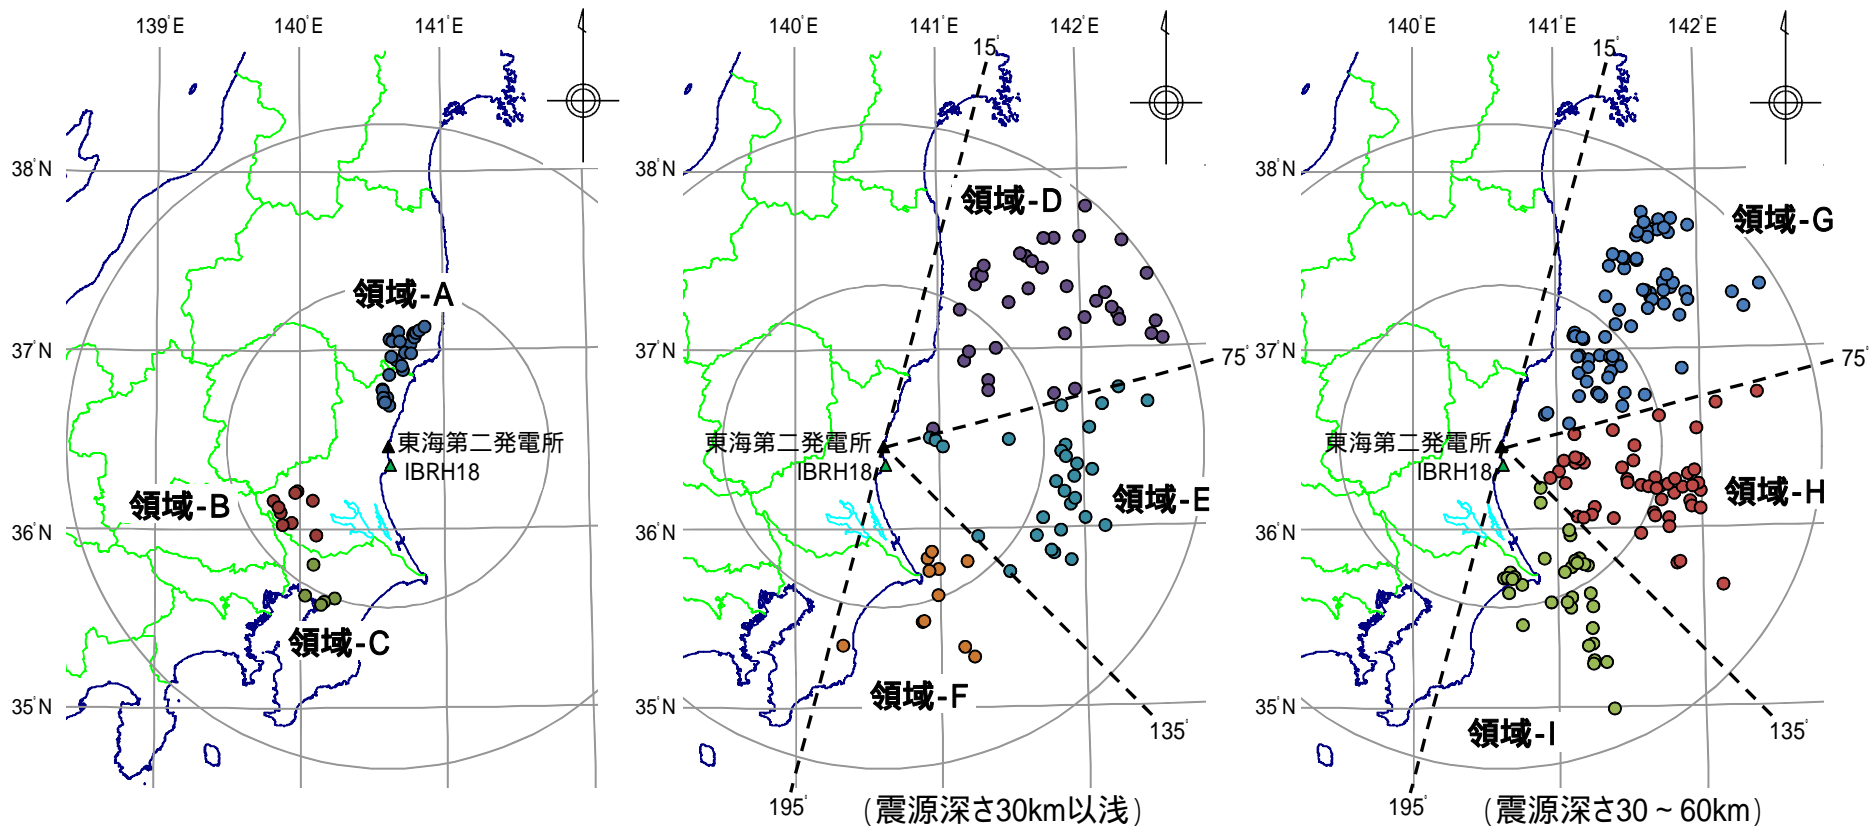 139°E 140°E 141°E
38°N
37°N
36°N
35°N
領域-A
東海第二発電所
IBRH18
領域-B
領域-C
140°E 141°E 142°E
15°
38°N
37°N
36°N
35°N
領域-D
75°
東海第二発電所
IBRH18
領域-E
領域-F
135°
195°
(震源深さ30km以浅)
140°E 141°E 142°E
15°
38°N
37°N
36°N
35°N
領域-G
75°
東海第二発電所
IBRH18
領域-H
領域-I
135°
195°
(震源深さ30~60km)